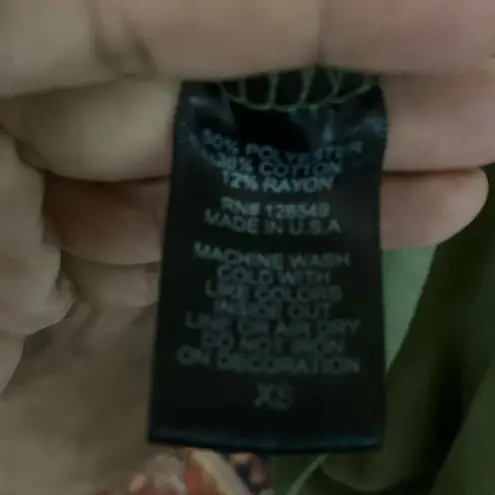 50% POLYESTER
38% COTTON
12% RAYON
RN# 128549
MADE IN U.S.A
MACHINE WASH
COLD WITH
LIKE COLORS
INSIDE OUT
LINE OR AIR DRY
DO NOT IRON
ON DECORATION
XS